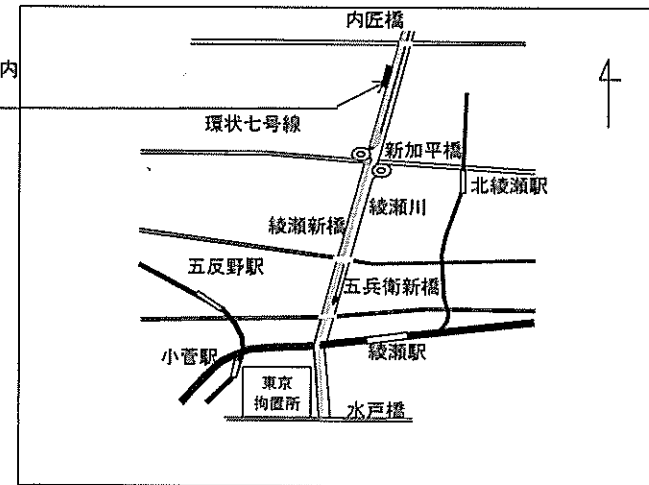 内匠橋
内
環状七号線
新加平橋
北綾瀬駅
綾瀬川
綾瀬新橋
五反野駅
五兵衛新橋
小菅駅
綾瀬駅
東京
拘置所
水戸橋